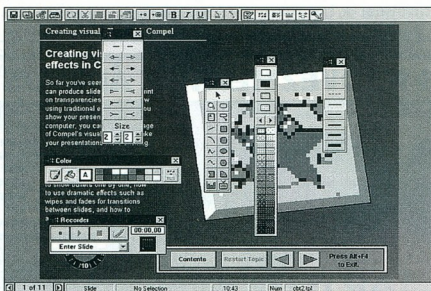 Creating visual
Compel
Creating vi
effects in C
So far you've see
can produce slide
on transparencies
using traditional e
show your present
computer, you ca
of Compel's visua
your presentations
Size
2
2
Color
A
to show bullets one by one, how
to use dramatic effects such as
wipes and fades for transitions
between slides, and how to
Recorder
00:00,00
Enter Slide
Contents
Restart Topic
Press Alt+F4
to Exit.
1 of 11
Slide
No Selection
10:43
Num
cbt2.tpl